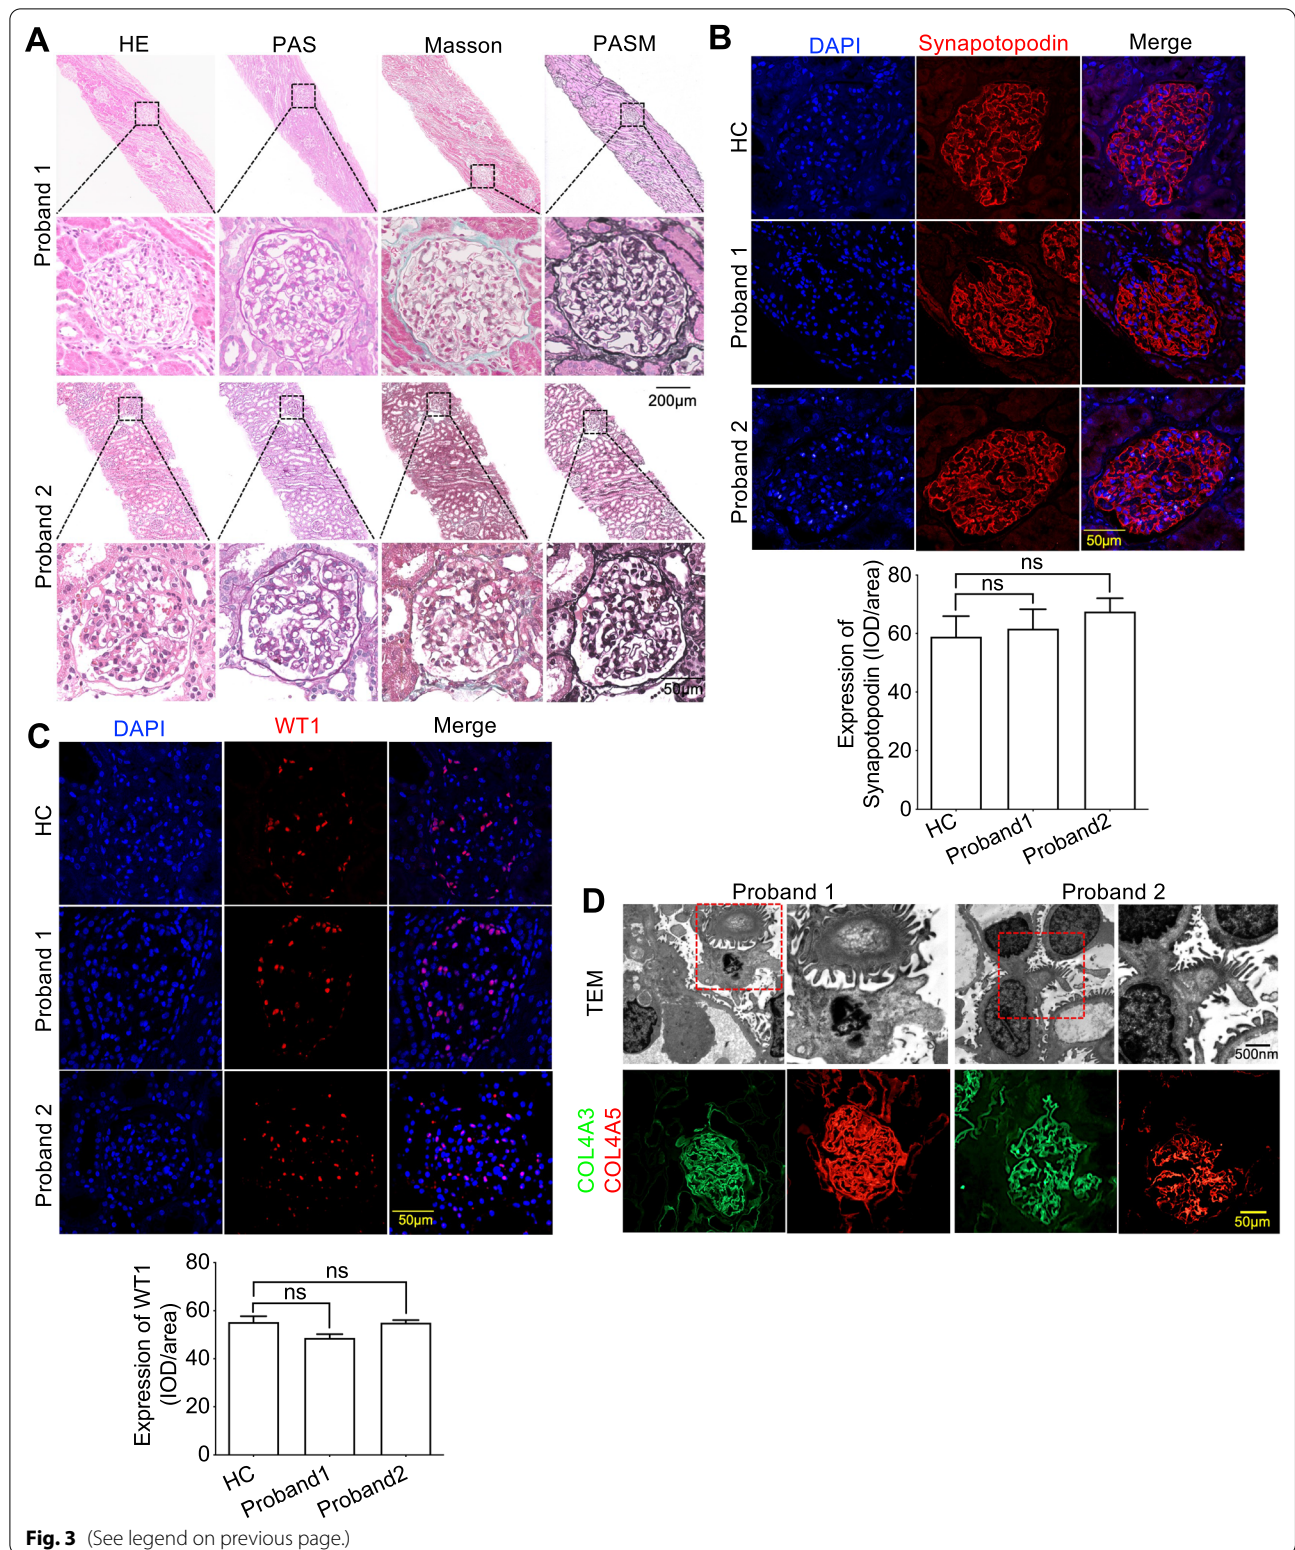 A
HE
PAS
Masson
PASM
Proband 1
200µm
Proband 2
50µm
B
DAPI
Synapotopodin
Merge
HC
Proband 1
Proband 2
50µm
Expression of
Synapotopodin (IOD/area)
80
60
40
20
0
ns
ns
HC
Proband1
Proband2
C
DAPI
WT1
Merge
HC
Proband 1
Proband 2
50µm
Expression of WT1
(IOD/area)
80
60
40
20
0
ns
ns
HC
Proband1
Proband2
D
Proband 1
Proband 2
TEM
500nm
COL4A3
COL4A5
50µm
Fig. 3 (See legend on previous page.)